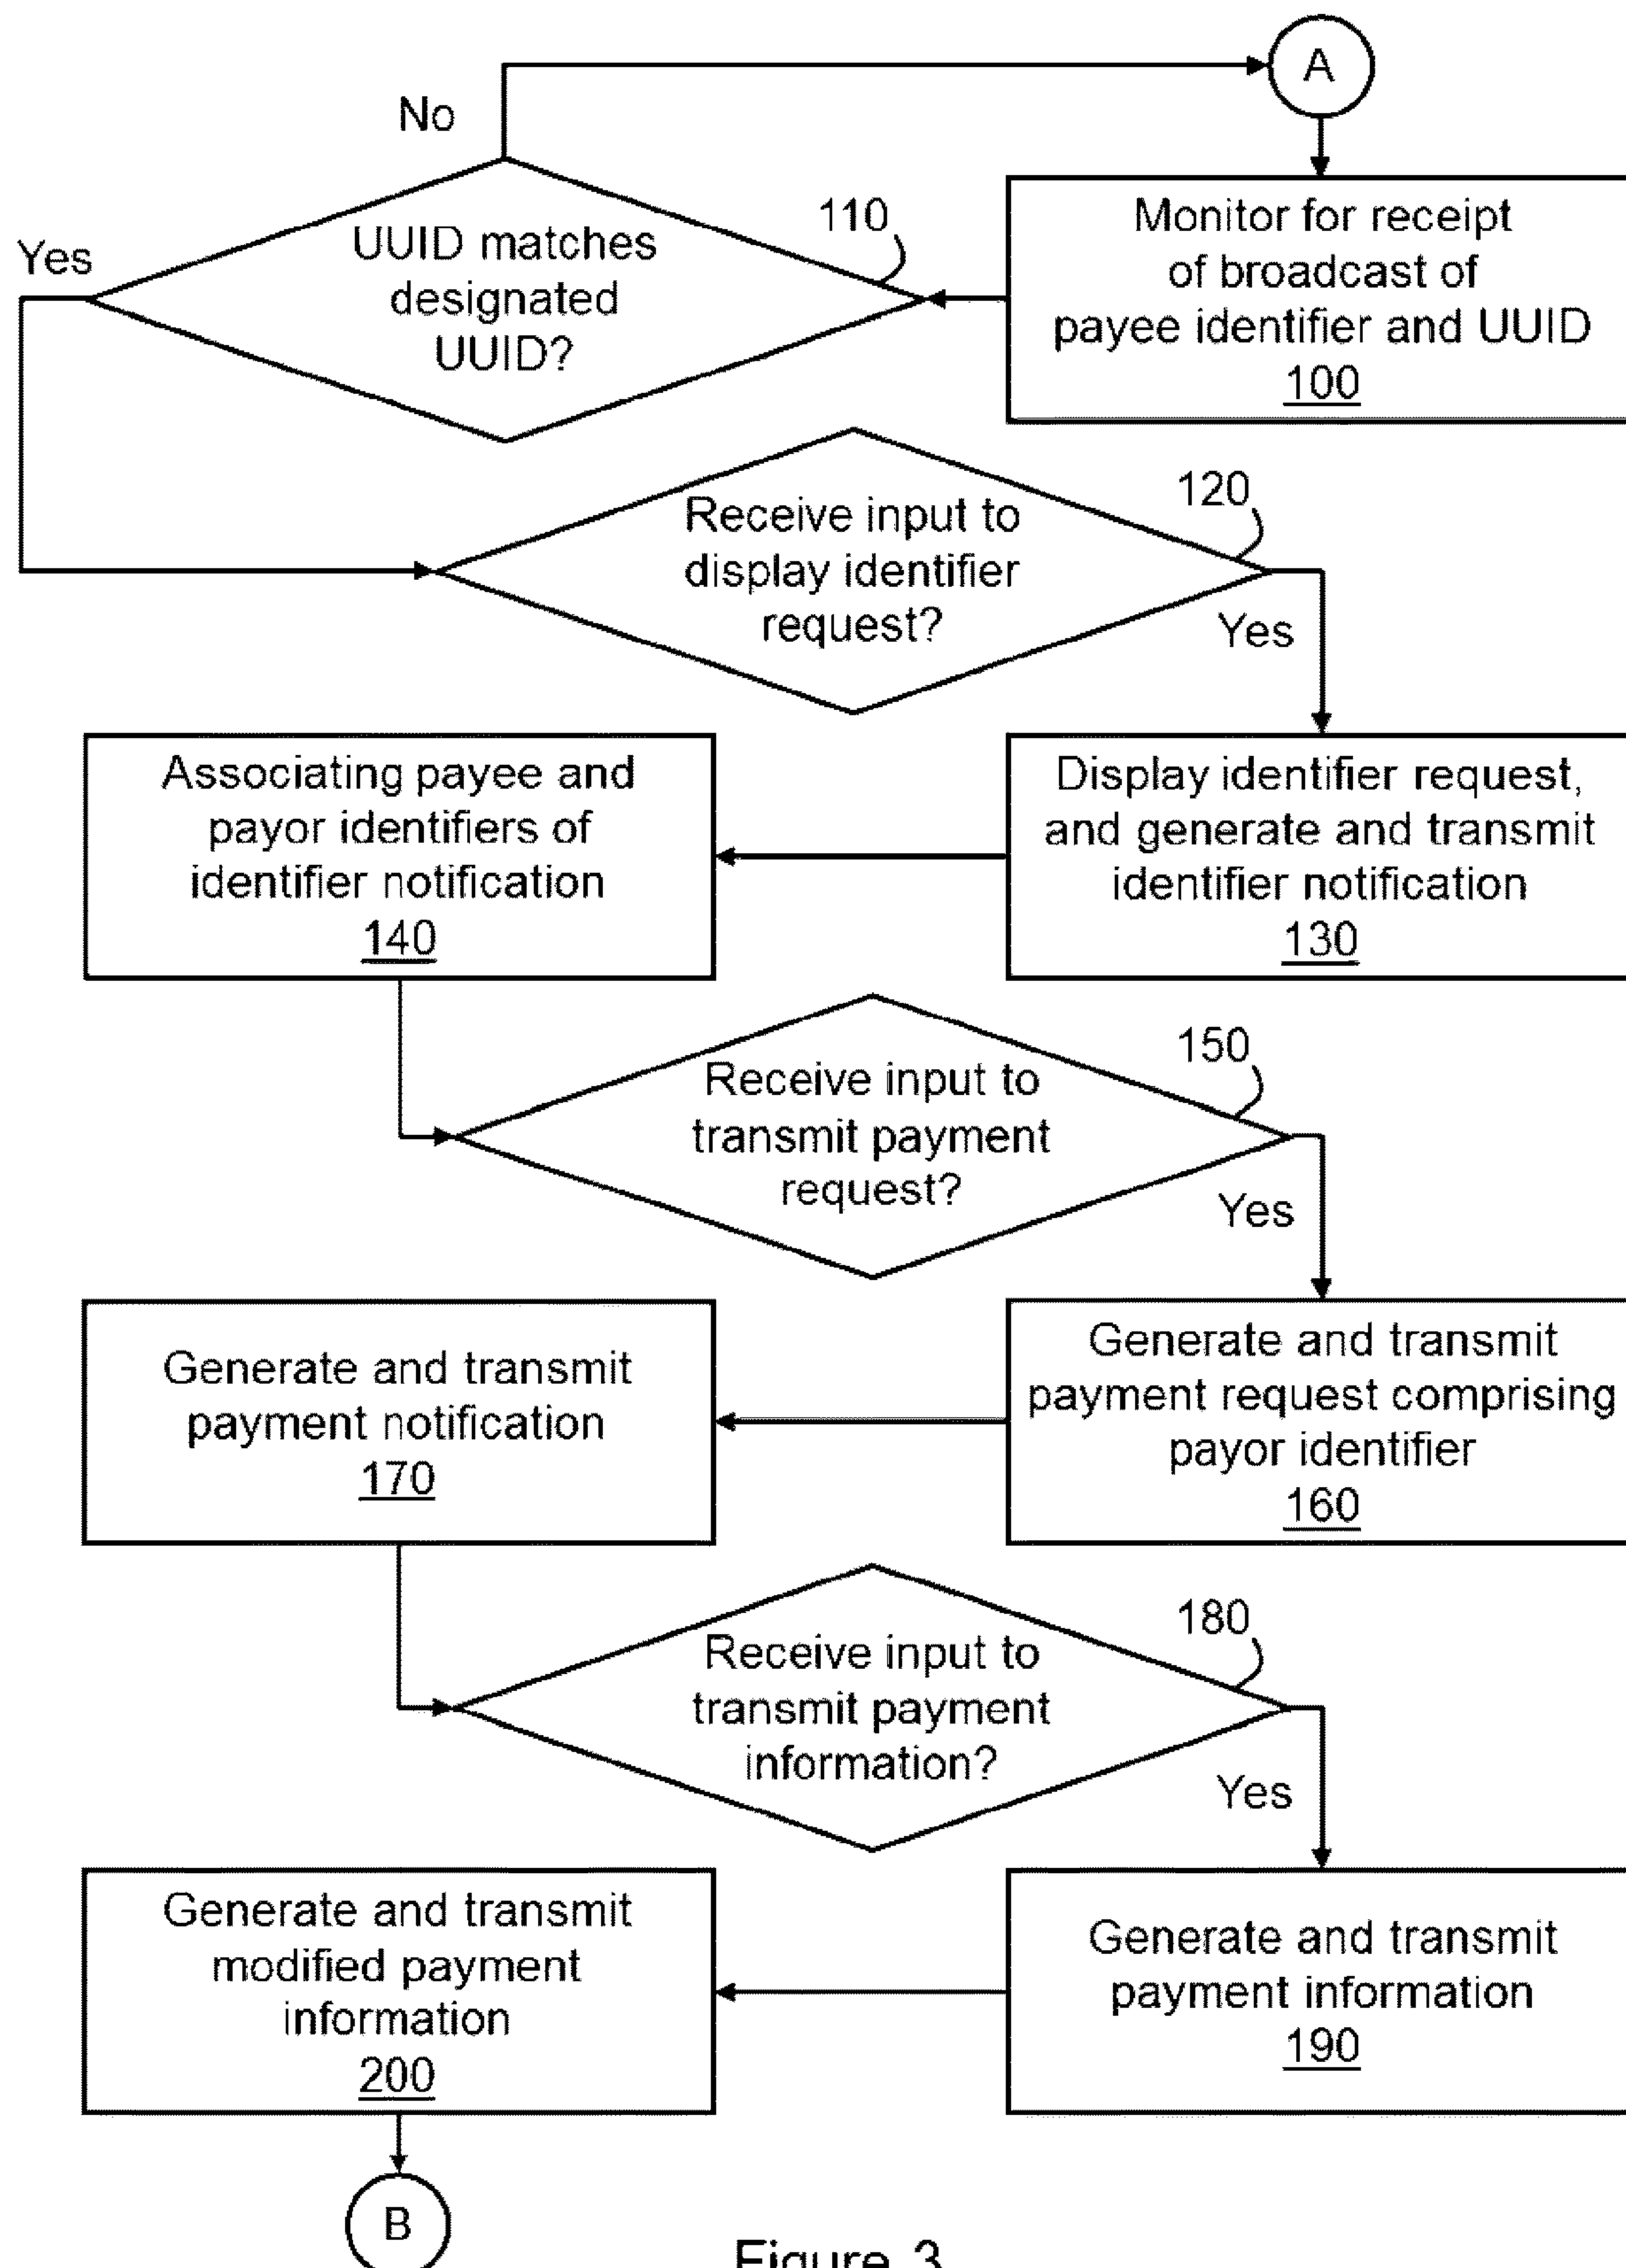 A
No
Monitor for receipt
of broadcast of
payee identifier and UUID
100
110
UUID matches
designated
UUID?
Yes
120
Receive input to
display identifier
request?
Yes
Display identifier request,
and generate and transmit
identifier notification
130
Associating payee and
payor identifiers of
identifier notification
140
150
Receive input to
transmit payment
request?
Yes
Generate and transmit
payment request comprising
payor identifier
160
Generate and transmit
payment notification
170
180
Receive input to
transmit payment
information?
Yes
Generate and transmit
payment information
190
Generate and transmit
modified payment
information
200
B
Figure 3